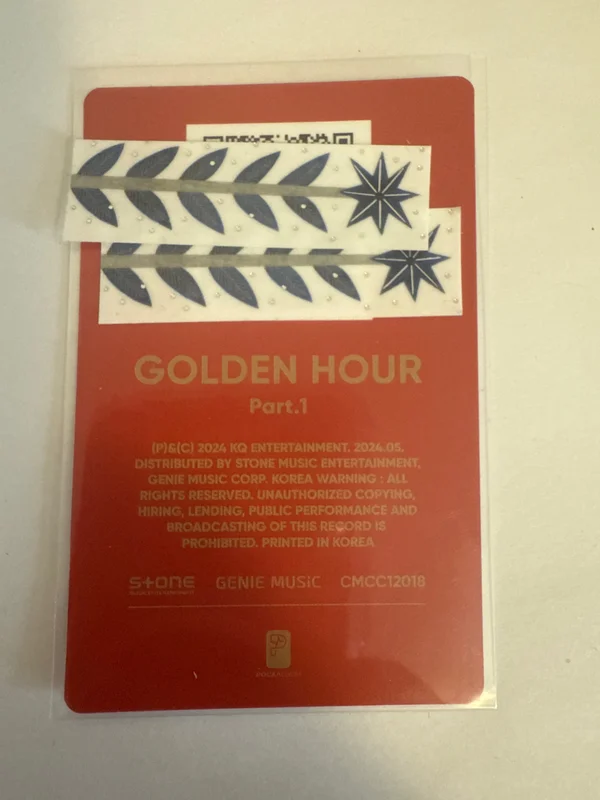 GOLDEN HOUR
Part.1
(P)&(C) 2024 KQ ENTERTAINMENT. 2024.05.
DISTRIBUTED BY STONE MUSIC ENTERTAINMENT,
GENIE MUSIC CORP. KOREA WARNING : ALL
RIGHTS RESERVED. UNAUTHORIZED COPYING,
HIRING, LENDING, PUBLIC PERFORMANCE AND
BROADCASTING OF THIS RECORD IS
PROHIBITED. PRINTED IN KOREA
STONE GENIE MUSIC CMCC12018